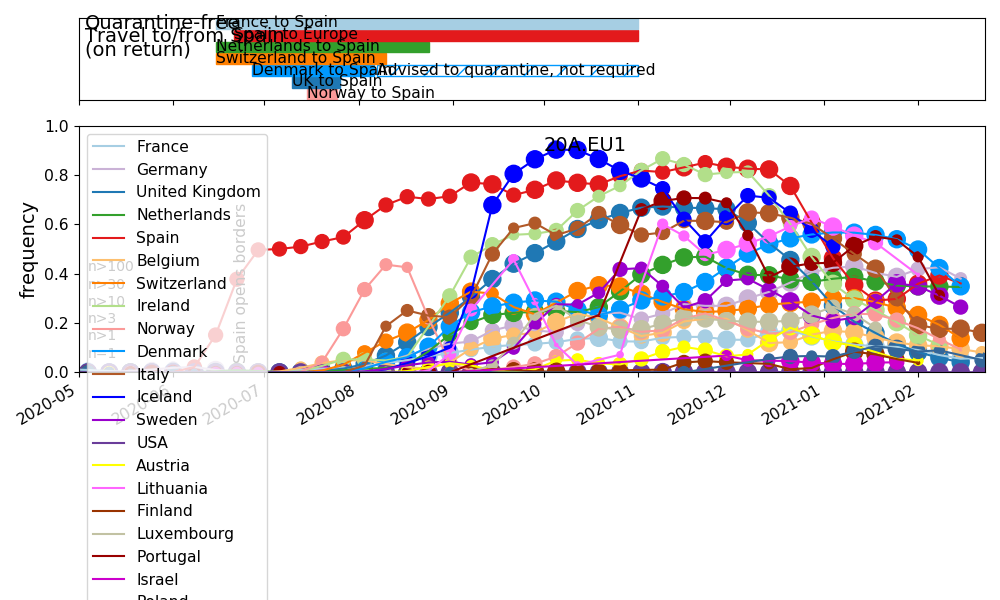 Quarantine-free
Travel to/from Spain
(on return)
France to Spain
Spain to Europe
Netherlands to Spain
Switzerland to Spain
Denmark to Spain
Advised to quarantine, not required
UK to Spain
Norway to Spain
20A EU1
frequency
1.0
0.8
0.6
0.4
0.2
0.0
France
Germany
United Kingdom
Netherlands
Spain
Belgium
Switzerland
Ireland
Norway
Denmark
Italy
Iceland
Sweden
USA
Austria
Lithuania
Finland
Luxembourg
Portugal
Israel
Poland
n>100
n>30
n>10
n>3
n>1
Spain opens borders
2020-05
2020-06
2020-07
2020-08
2020-09
2020-10
2020-11
2020-12
2021-01
2021-02